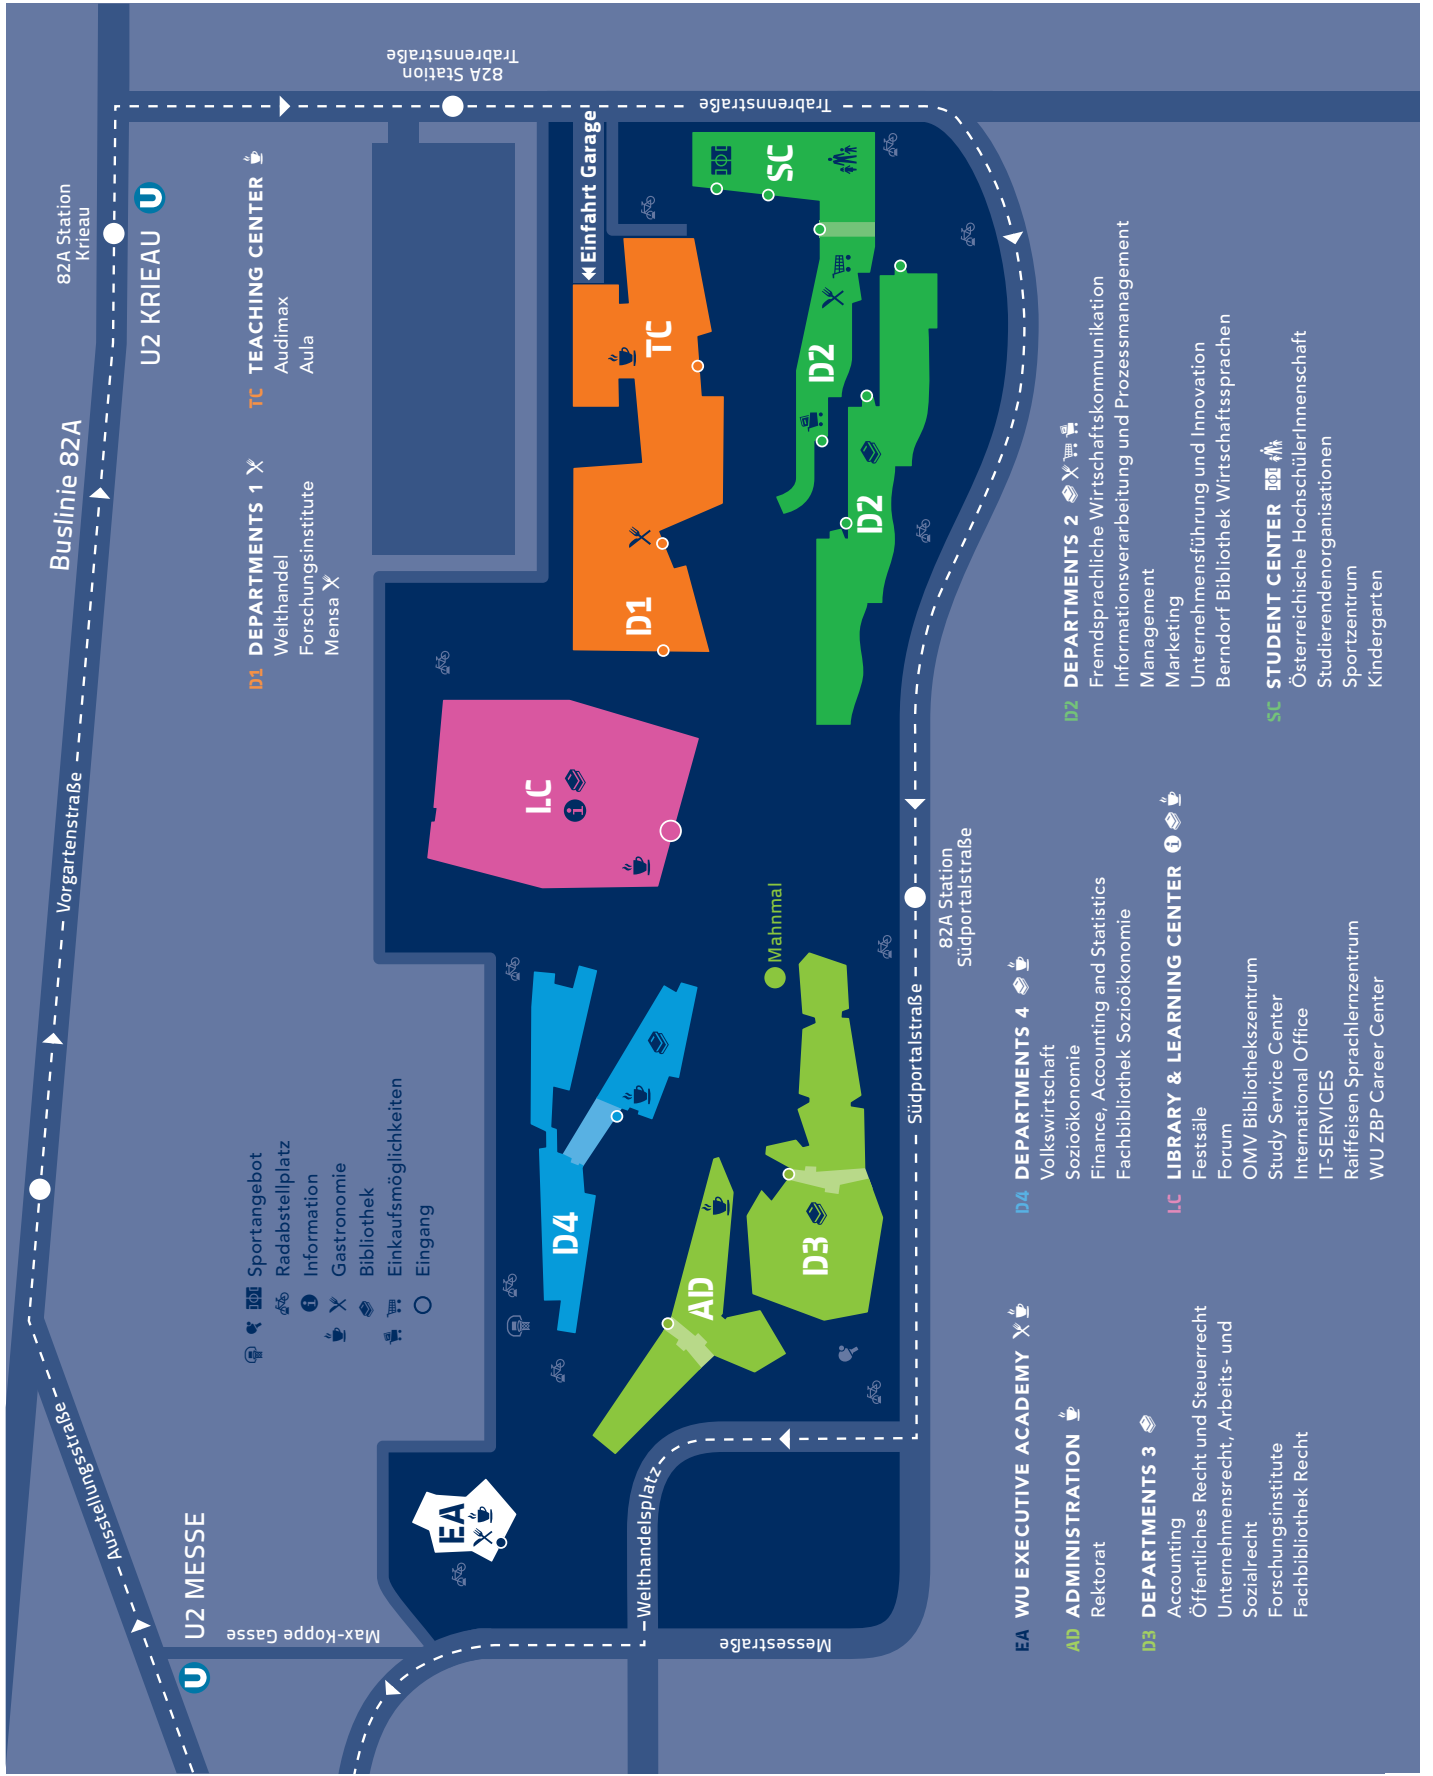 Buslinie 82A
Vorgartenstraße
Ausstellungsstraße
82A Station
Krieau
U2 KRIEAU U
U2 MESSE
U
Max-Koppe Gasse
Messestraße
Welthandelsplatz
Südportalstraße
82A Station
Südportalstraße
Trabrennstraße
82A Station
Trabrennstraße
Einfahrt Garage
Mahnmal
EA
AD
D3
D4
LC
i
D1
TC
D2
D2
SC
Sportangebot
Radabstellplatz
i Information
Gastronomie
Bibliothek
Einkaufsmöglichkeiten
Eingang
D1 DEPARTMENTS 1
Welthandel
Forschungsinstitute
Mensa
TC TEACHING CENTER
Audimax
Aula
EA WU EXECUTIVE ACADEMY
AD ADMINISTRATION
Rektorat
D3 DEPARTMENTS 3
Accounting
Öffentliches Recht und Steuerrecht
Unternehmensrecht, Arbeits- und
Sozialrecht
Forschungsinstitute
Fachbibliothek Recht
D4 DEPARTMENTS 4
Volkswirtschaft
Sozioökonomie
Finance, Accounting and Statistics
Fachbibliothek Sozioökonomie
LC LIBRARY & LEARNING CENTER i
Festsäle
Forum
OMV Bibliothekszentrum
Study Service Center
International Office
IT-SERVICES
Raiffeisen Sprachlernzentrum
WU ZBP Career Center
D2 DEPARTMENTS 2
Fremdsprachliche Wirtschaftskommunikation
Informationsverarbeitung und Prozessmanagement
Management
Marketing
Unternehmensführung und Innovation
Berndorf Bibliothek Wirtschaftssprachen
SC STUDENT CENTER
Österreichische HochschülerInnenschaft
Studierendenorganisationen
Sportzentrum
Kindergarten